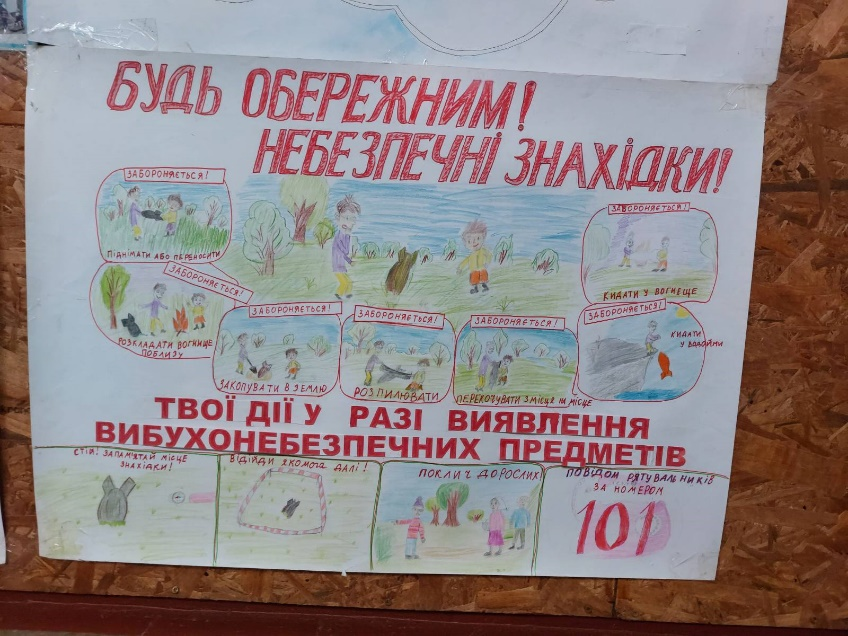 БУДЬ ОБЕРЕЖНИМ!
НЕБЕЗПЕЧНІ ЗНАХІДКИ!
ЗАБОРОНЯЄТЬСЯ!
ПІДНІМАТИ АБО ПЕРЕНОСИТИ
ЗАБОРОНЯЄТЬСЯ!
РОЗКЛАДАТИ ВОГНИЩЕ
ПОБЛИЗУ
ЗАБОРОНЯЄТЬСЯ!
ЗАКОПУВАТИ В ЗЕМЛЮ
ЗАБОРОНЯЄТЬСЯ!
РОЗПИЛЮВАТИ
ЗАБОРОНЯЄТЬСЯ!
ПЕРЕКОЧУВАТИ З МІСЦЯ НА МІСЦЕ
ЗАБОРОНЯЄТЬСЯ!
КИДАТИ У ВОГНЕЩЕ
ЗАБОРОНЯЄТЬСЯ!
КИДАТИ
У ВОДОЙМИ
ТВОЇ ДІЇ У РАЗІ ВИЯВЛЕННЯ
ВИБУХОНЕБЕЗПЕЧНИХ ПРЕДМЕТІВ
СТІЙ! ЗАПАМ'ЯТАЙ МІСЦЕ
ЗНАХІДКИ!
ВІДІЙДИ ЯКОМОГА ДАЛІ!
ПОКЛИЧ ДОРОСЛИХ!
ПОВІДОМ РЯТУВАЛЬНИКІВ
ЗА НОМЕРОМ
101